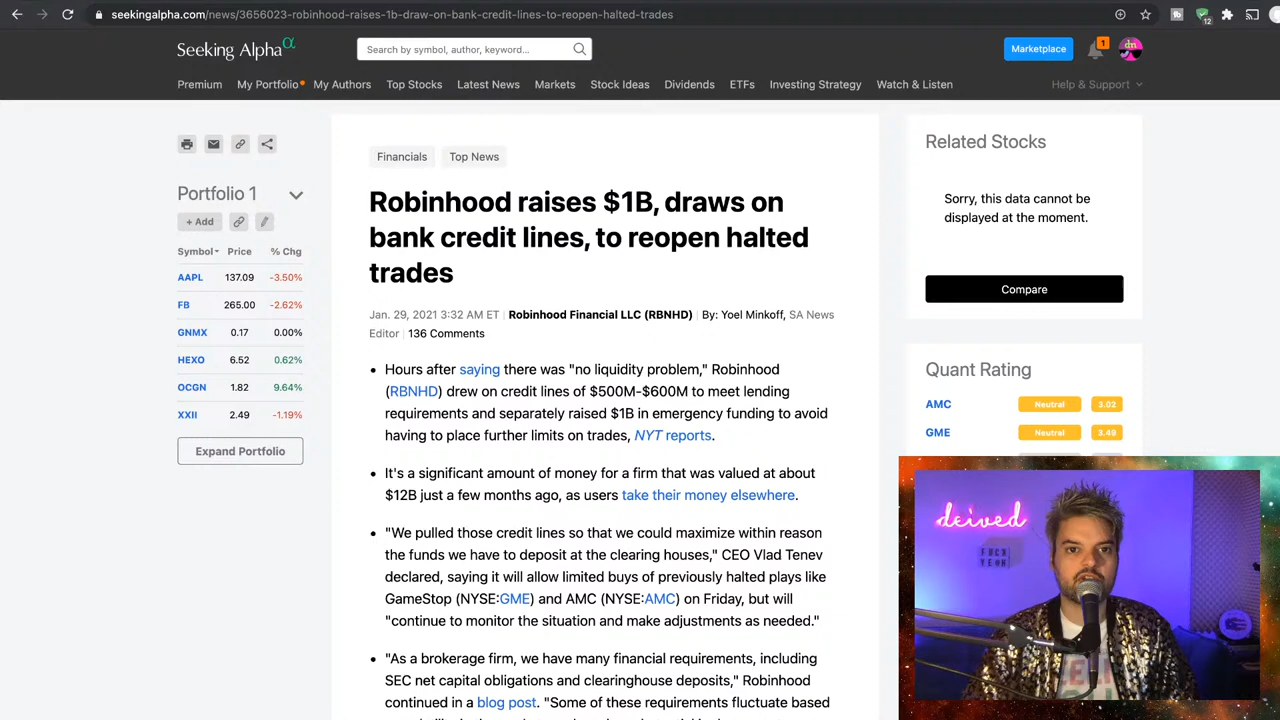 seekingalpha.com/news/3656023-robinhood-raises-1b-draw-on-bank-credit-lines-to-reopen-halted-trades
12
Seeking Alpha α
Search by symbol, author, keyword...
Marketplace
1
dm
Premium My Portfolio My Authors Top Stocks Latest News Markets Stock Ideas Dividends ETFs Investing Strategy Watch & Listen Help & Support
Portfolio 1
+ Add
Symbol Price % Chg
AAPL 137.09 -3.50%
FB 265.00 -2.62%
GNMX 0.17 0.00%
HEXO 6.52 0.62%
OCGN 1.82 9.64%
XXII 2.49 -1.19%
Expand Portfolio
Financials Top News
Robinhood raises $1B, draws on
bank credit lines, to reopen halted
trades
Jan. 29, 2021 3:32 AM ET | Robinhood Financial LLC (RBNHD) | By: Yoel Minkoff, SA News
Editor | 136 Comments
• Hours after saying there was "no liquidity problem," Robinhood
(RBNHD) drew on credit lines of $500M-$600M to meet lending
requirements and separately raised $1B in emergency funding to avoid
having to place further limits on trades, NYT reports.
• It's a significant amount of money for a firm that was valued at about
$12B just a few months ago, as users take their money elsewhere.
• "We pulled those credit lines so that we could maximize within reason
the funds we have to deposit at the clearing houses," CEO Vlad Tenev
declared, saying it will allow limited buys of previously halted plays like
GameStop (NYSE:GME) and AMC (NYSE:AMC) on Friday, but will
"continue to monitor the situation and make adjustments as needed."
• "As a brokerage firm, we have many financial requirements, including
SEC net capital obligations and clearinghouse deposits," Robinhood
continued in a blog post. "Some of these requirements fluctuate based
Related Stocks
Sorry, this data cannot be
displayed at the moment.
Compare
Quant Rating
AMC Neutral 3.02
GME Neutral 3.49
deived
FUCK
YEAH